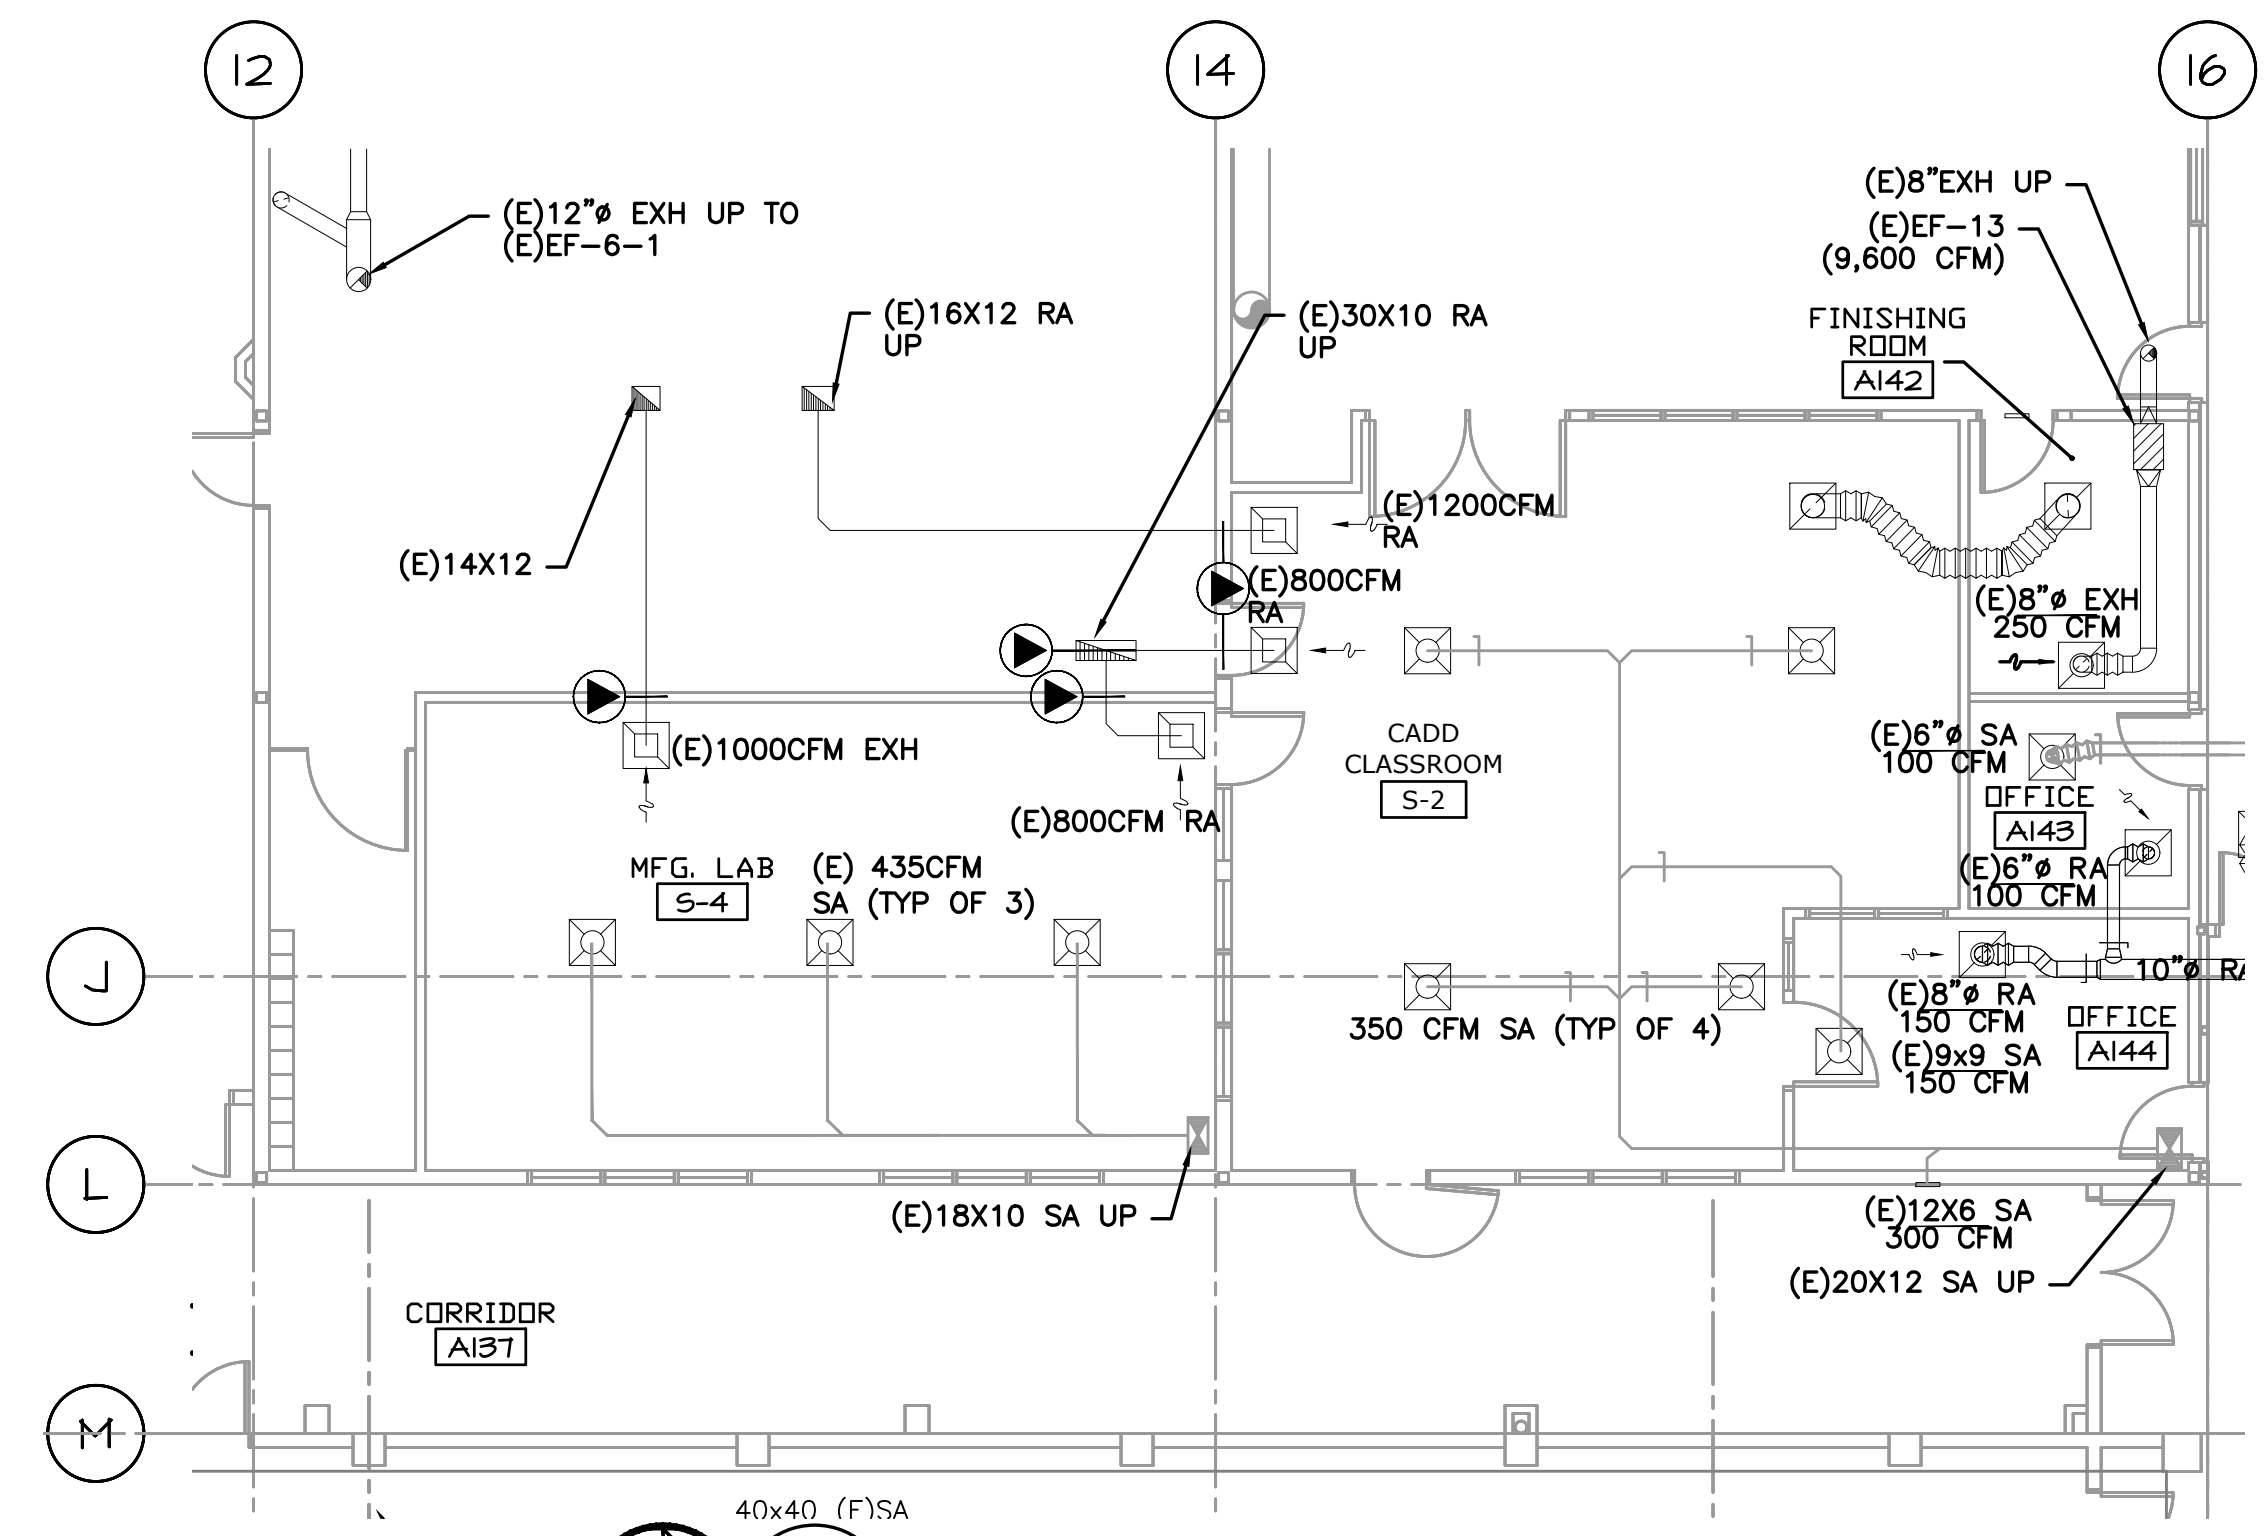 12
14
16
(E)8"EXH UP
(E)EF-13
(9,600 CFM)
(E)12"ø EXH UP TO
(E)EF-6-1
(E)16X12 RA
UP
(E)30X10 RA
UP
FINISHING
ROOM
A142
(E)14X12
(E)1200CFM
RA
(E)800CFM
RA
(E)8"ø EXH
250 CFM
(E)1000CFM EXH
(E)800CFM RA
CADD
CLASSROOM
S-2
(E)6"ø SA
100 CFM
OFFICE
A143
(E)6"ø RA
100 CFM
MFG. LAB
S-4
(E) 435CFM
SA (TYP OF 3)
J
10"ø RA
(E)8"ø RA
150 CFM
(E)9x9 SA
150 CFM
OFFICE
A144
350 CFM SA (TYP OF 4)
L
(E)18X10 SA UP
(E)12X6 SA
300 CFM
(E)20X12 SA UP
CORRIDOR
A137
M
40x40 (E)SA